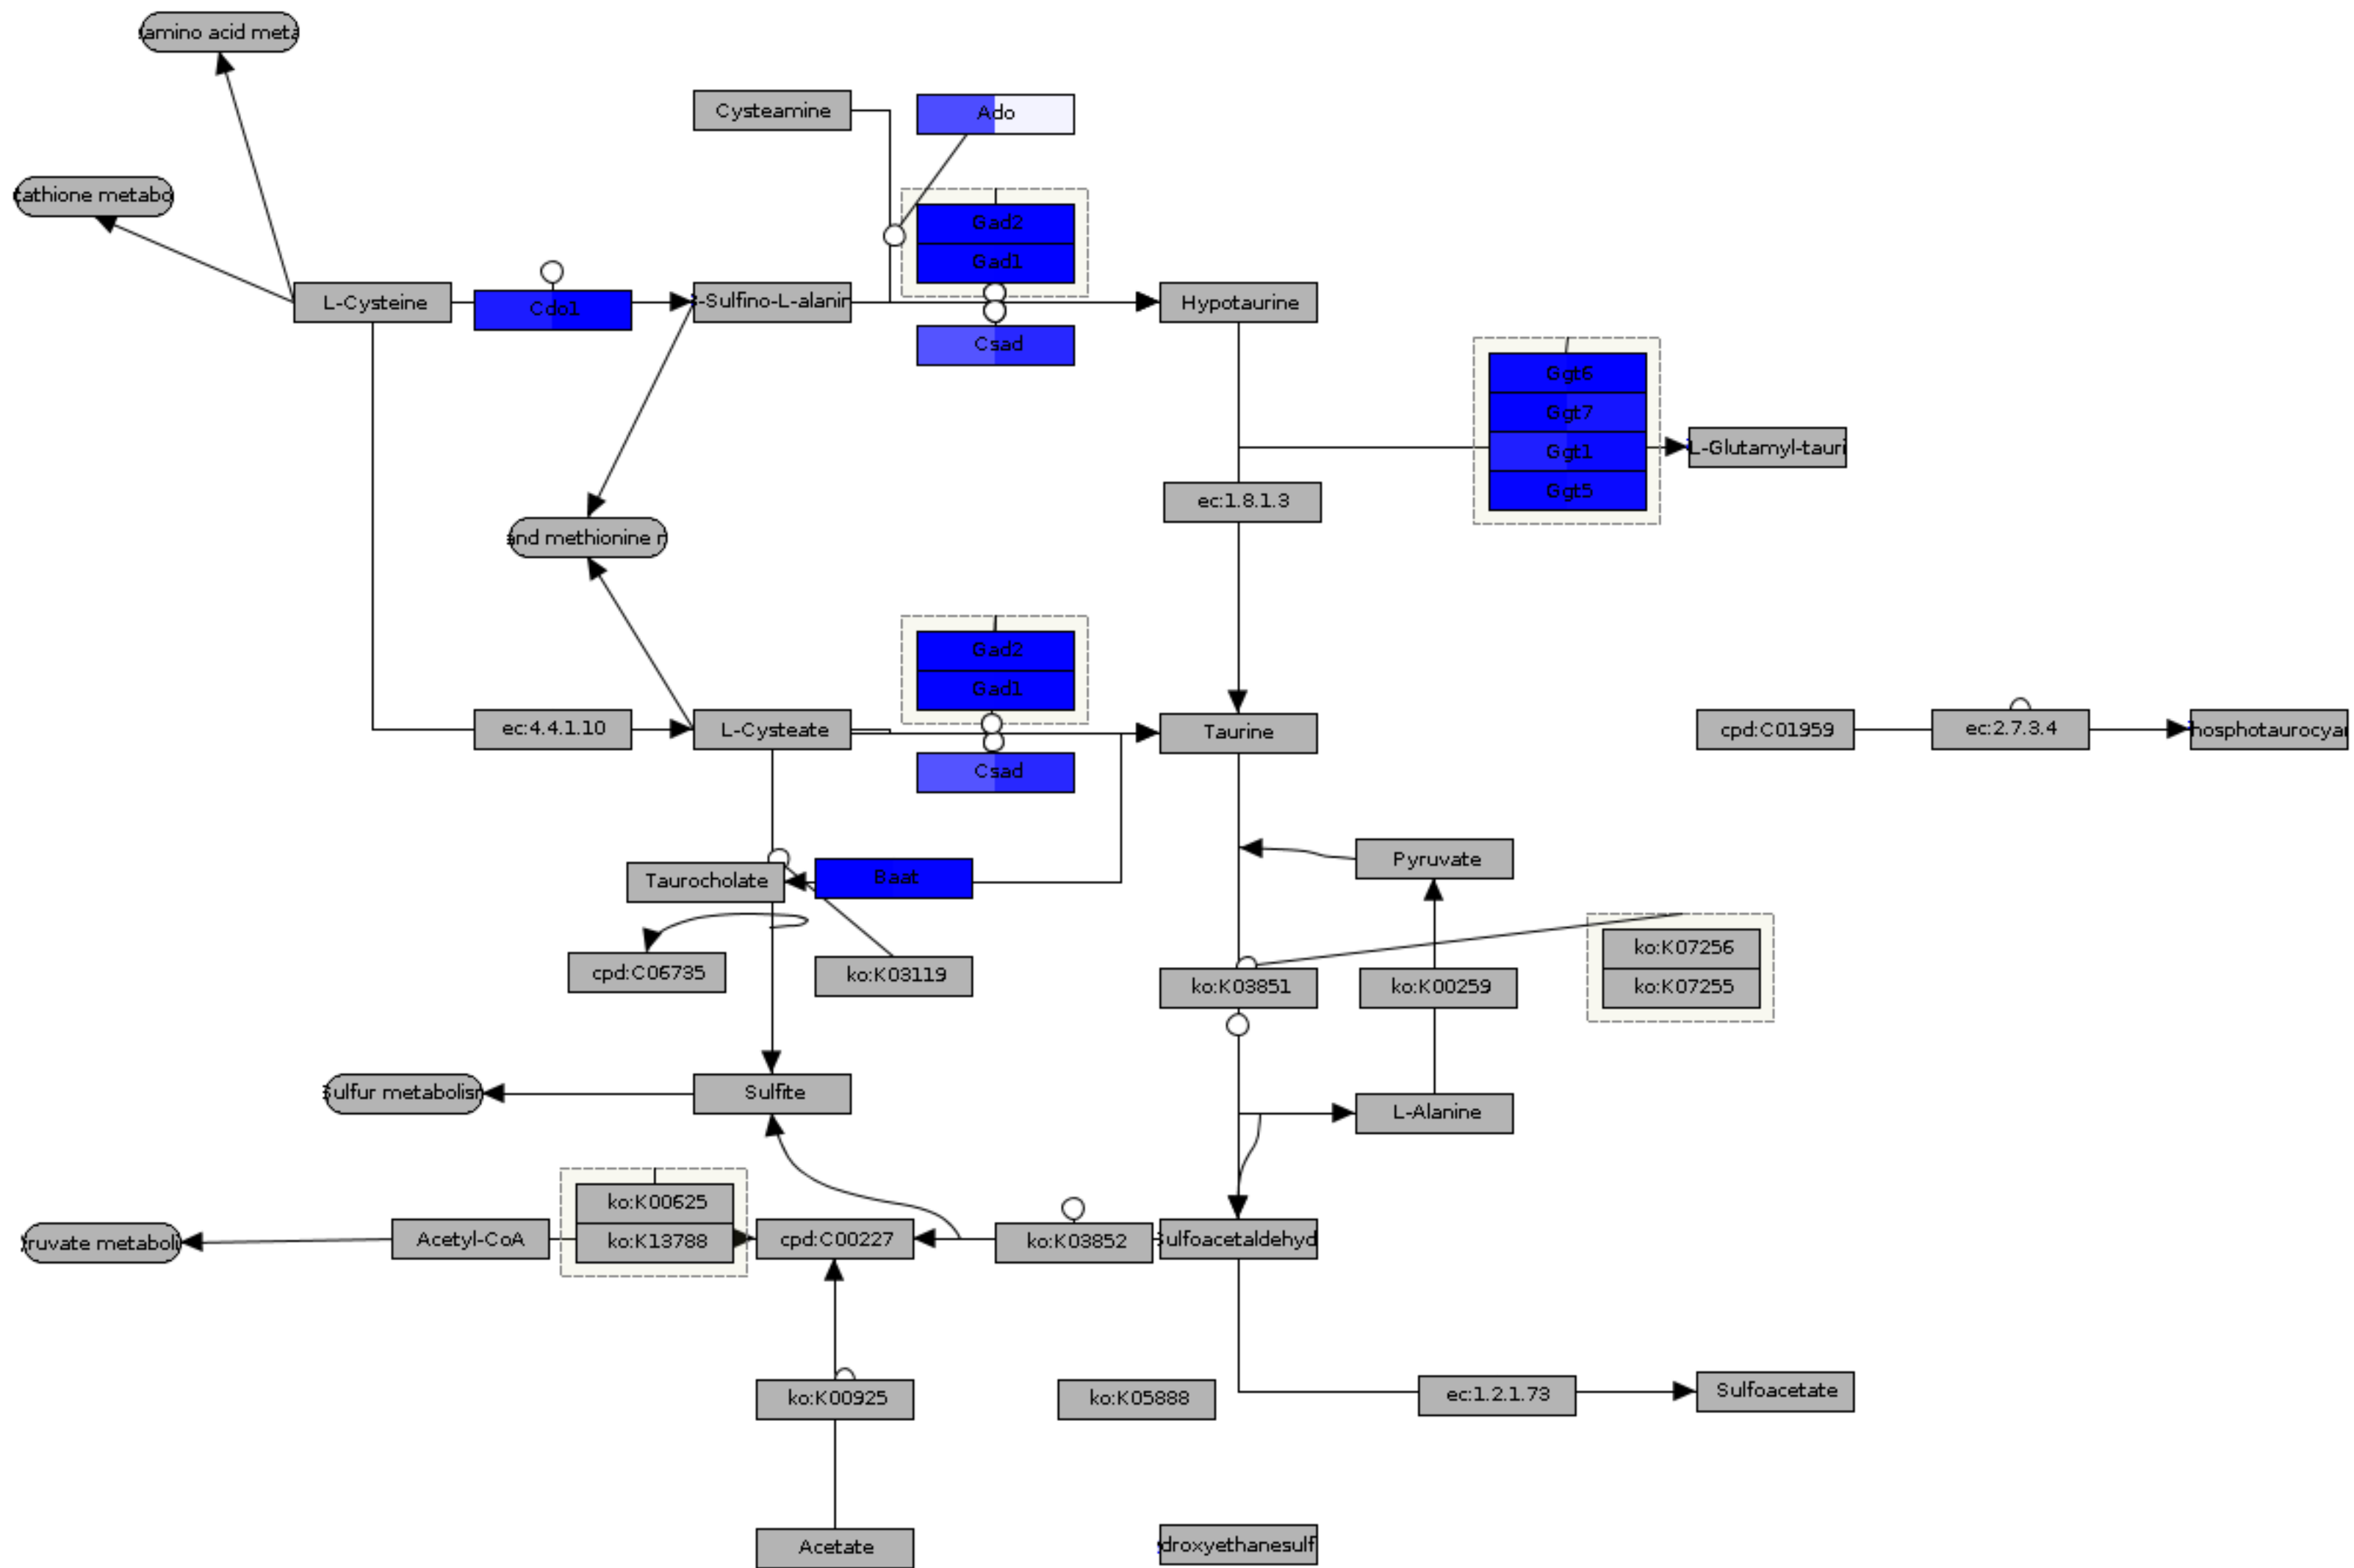 amino acid meta
Cysteamine
Ado
tathione metabo
Gad2
Gad1
L-Cysteine
Cdo1
-Sulfino-L-alanin
Hypotaurine
Csad
Ggt6
Ggt7
Ggt1
Ggt5
L-Glutamyl-tauri
ec:1.8.1.3
and methionine m
Gad2
Gad1
ec:4.4.1.10
L-Cysteate
Taurine
cpd:C01959
ec:2.7.3.4
hosphotaurocyar
Csad
Pyruvate
Taurocholate
Baat
ko:K07256
cpd:C06735
ko:K03119
ko:K03851
ko:K00259
ko:K07255
Sulfur metabolisr
Sulfite
L-Alanine
ko:K00625
ruvate metaboli
Acetyl-CoA
ko:K13788
cpd:C00227
ko:K03852
ulfoacetaldehyd
ko:K00925
ko:K05888
ec:1.2.1.73
Sulfoacetate
Acetate
droxyethanesulf